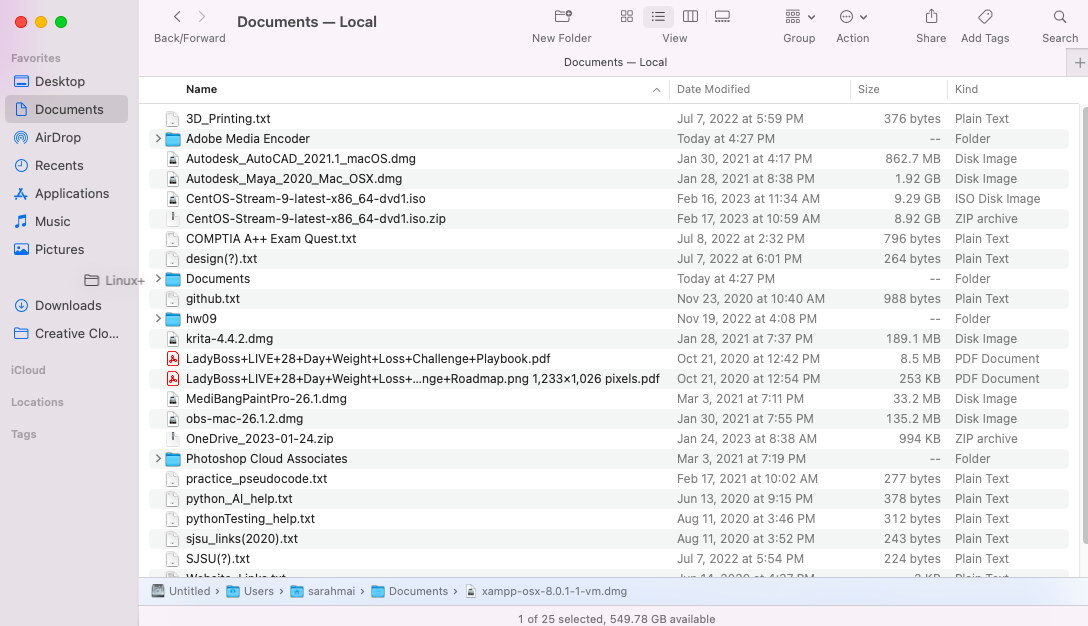 Documents — Local
Back/Forward
New Folder
View
Group
Action
Share
Add Tags
Search
Documents — Local
Favorites
Desktop
Documents
AirDrop
Recents
Applications
Music
Pictures
Linux+
Downloads
Creative Clo...
iCloud
Locations
Tags
Name Date Modified Size Kind
3D_Printing.txt Jul 7, 2022 at 5:59 PM 376 bytes Plain Text
Adobe Media Encoder Today at 4:27 PM -- Folder
Autodesk_AutoCAD_2021.1_macOS.dmg Jan 30, 2021 at 4:17 PM 862.7 MB Disk Image
Autodesk_Maya_2020_Mac_OSX.dmg Jan 28, 2021 at 8:38 PM 1.92 GB Disk Image
CentOS-Stream-9-latest-x86_64-dvd1.iso Feb 16, 2023 at 11:34 AM 9.29 GB ISO Disk Image
CentOS-Stream-9-latest-x86_64-dvd1.iso.zip Feb 17, 2023 at 10:59 AM 8.92 GB ZIP archive
COMPTIA A++ Exam Quest.txt Jul 8, 2022 at 2:32 PM 796 bytes Plain Text
design(?).txt Jul 7, 2022 at 6:01 PM 264 bytes Plain Text
Documents Today at 4:27 PM -- Folder
github.txt Nov 23, 2020 at 10:40 AM 988 bytes Plain Text
hw09 Nov 19, 2022 at 4:08 PM -- Folder
krita-4.4.2.dmg Jan 28, 2021 at 7:37 PM 189.1 MB Disk Image
LadyBoss+LIVE+28+Day+Weight+Loss+Challenge+Playbook.pdf Oct 21, 2020 at 12:42 PM 8.5 MB PDF Document
LadyBoss+LIVE+28+Day+Weight+Loss+...nge+Roadmap.png 1,233×1,026 pixels.pdf Oct 21, 2020 at 12:54 PM 253 KB PDF Document
MediBangPaintPro-26.1.dmg Mar 3, 2021 at 7:11 PM 33.2 MB Disk Image
obs-mac-26.1.2.dmg Jan 30, 2021 at 7:55 PM 135.2 MB Disk Image
OneDrive_2023-01-24.zip Jan 24, 2023 at 8:38 AM 994 KB ZIP archive
Photoshop Cloud Associates Mar 3, 2021 at 7:19 PM -- Folder
practice_pseudocode.txt Feb 17, 2021 at 10:02 AM 277 bytes Plain Text
python_AI_help.txt Jun 13, 2020 at 9:15 PM 378 bytes Plain Text
pythonTesting_help.txt Aug 11, 2020 at 3:46 PM 312 bytes Plain Text
sjsu_links(2020).txt Aug 11, 2020 at 3:52 PM 243 bytes Plain Text
SJSU(?).txt Jul 7, 2022 at 5:54 PM 224 bytes Plain Text
Untitled › Users › sarahmai › Documents › xampp-osx-8.0.1-1-vm.dmg
1 of 25 selected, 549.78 GB available